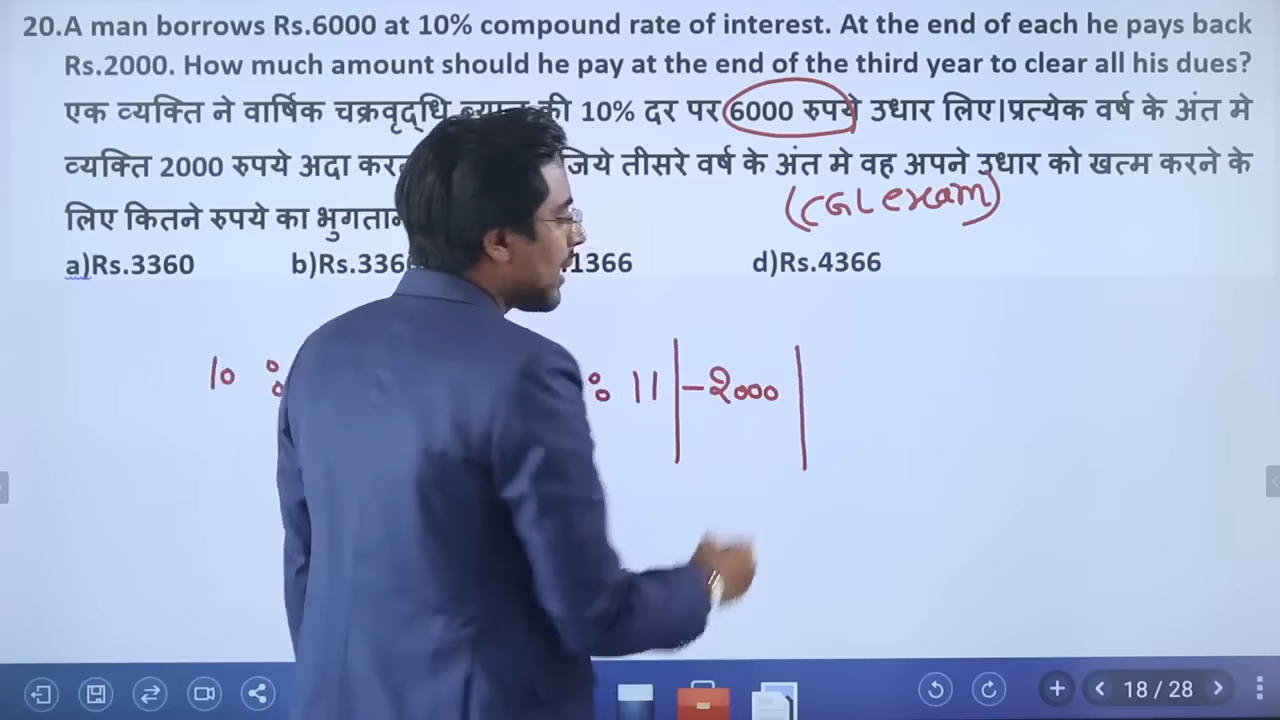 20.A man borrows Rs.6000 at 10% compound rate of interest. At the end of each he pays back
Rs.2000. How much amount should he pay at the end of the third year to clear all his dues?
एक व्यक्ति ने वार्षिक चक्रवृद्धि की 10% दर पर 6000 रुपये उधार लिए।प्रत्येक वर्ष के अंत मे
व्यक्ति 2000 रुपये अदा तीसरे वर्ष के अंत मे वह अपने उधार को खत्म करने के
लिए कितने रुपये का
(CGL exam)
a)Rs.3360 b)Rs.336 1366 d)Rs.4366
10 : : 11 | -2000 |
18 / 28